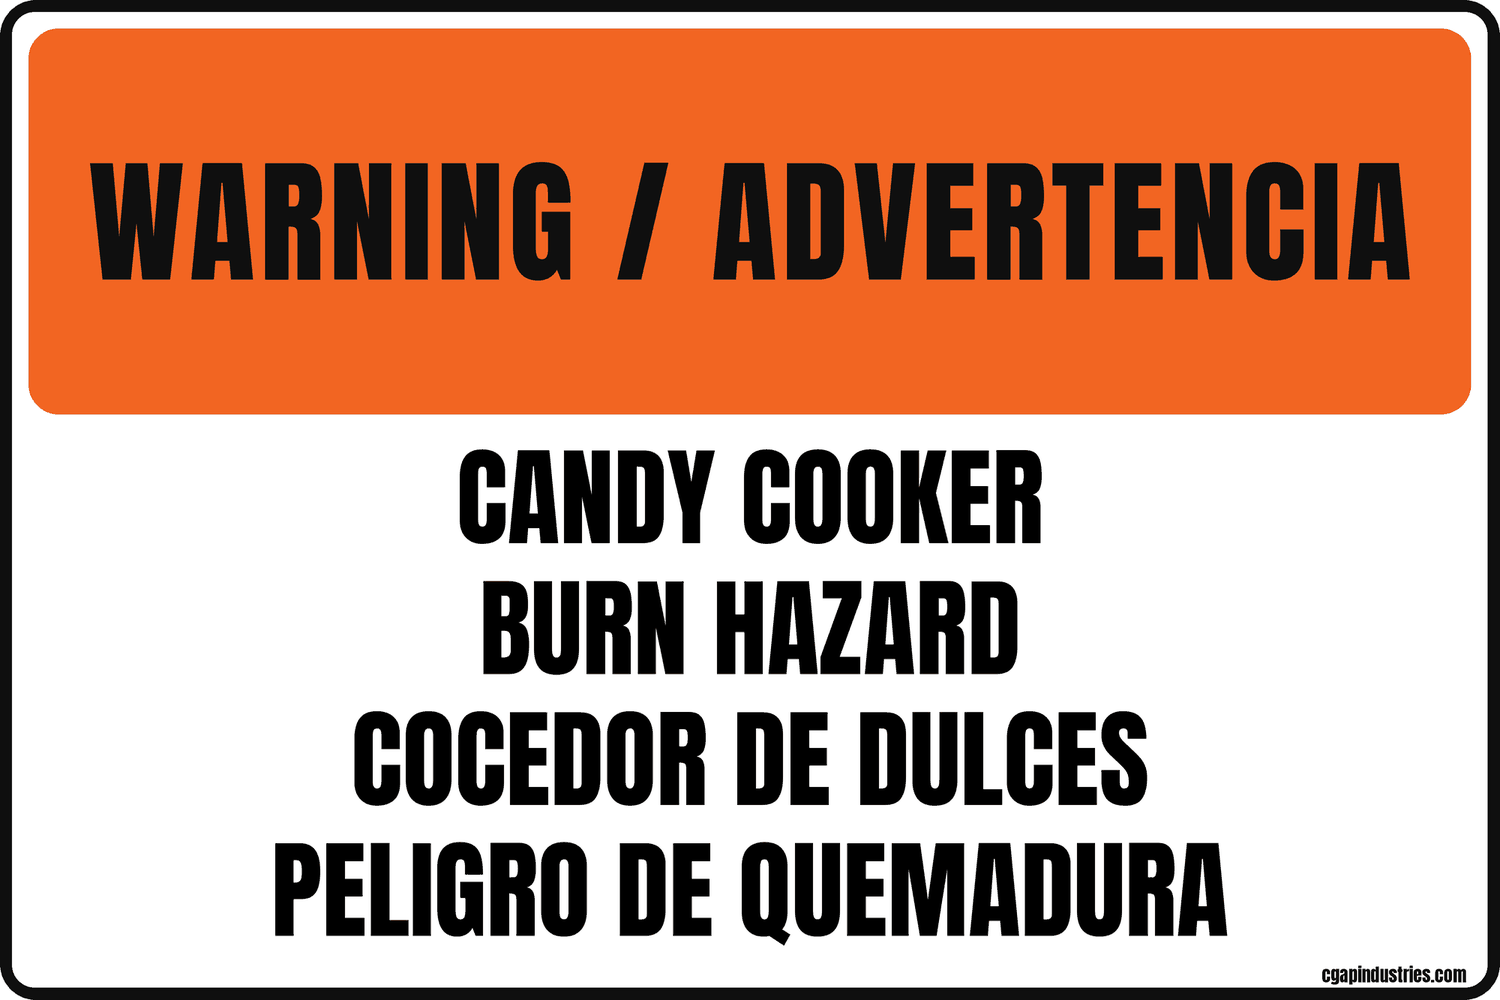 WARNING / ADVERTENCIA
CANDY COOKER
BURN HAZARD
COCEDOR DE DULCES
PELIGRO DE QUEMADURA
cgapindustries.com